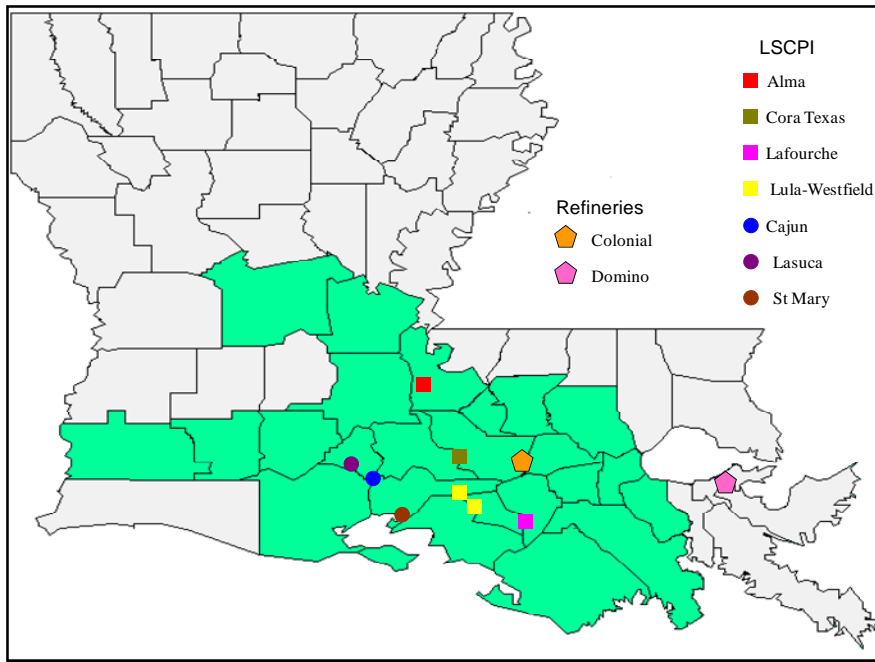 LSCPI
Alma
Cora Texas
Lafourche
Lula-Westfield
Cajun
Lasuca
St Mary
Refineries
Colonial
Domino